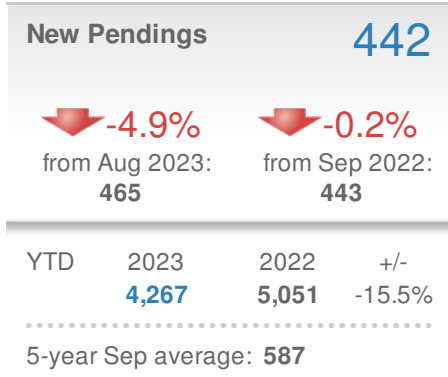 New Pendings 442
-4.9% -0.2%
from Aug 2023: from Sep 2022:
465 443
YTD 2023 2022 +/-
4,267 5,051 -15.5%
5-year Sep average: 587